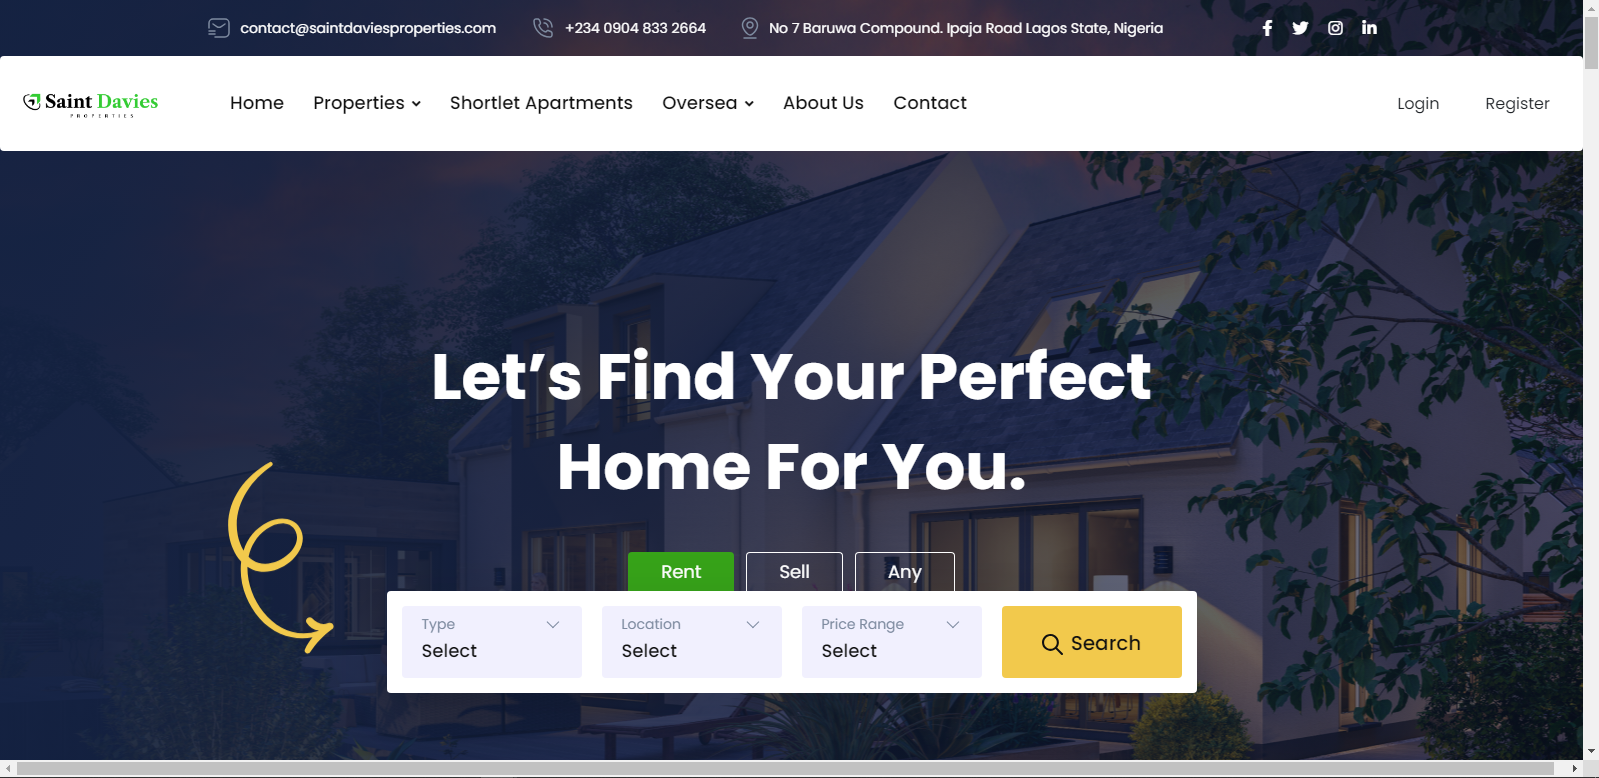 contact@saintdaviesproperties.com +234 0904 833 2664 No 7 Baruwa Compound. Ipaja Road Lagos State, Nigeria
Saint Davies
PROPERTIES
Home Properties Shortlet Apartments Oversea About Us Contact Login Register
Let’s Find Your Perfect
Home For You.
Rent Sell Any
Type Location Price Range
Select Select Select Search